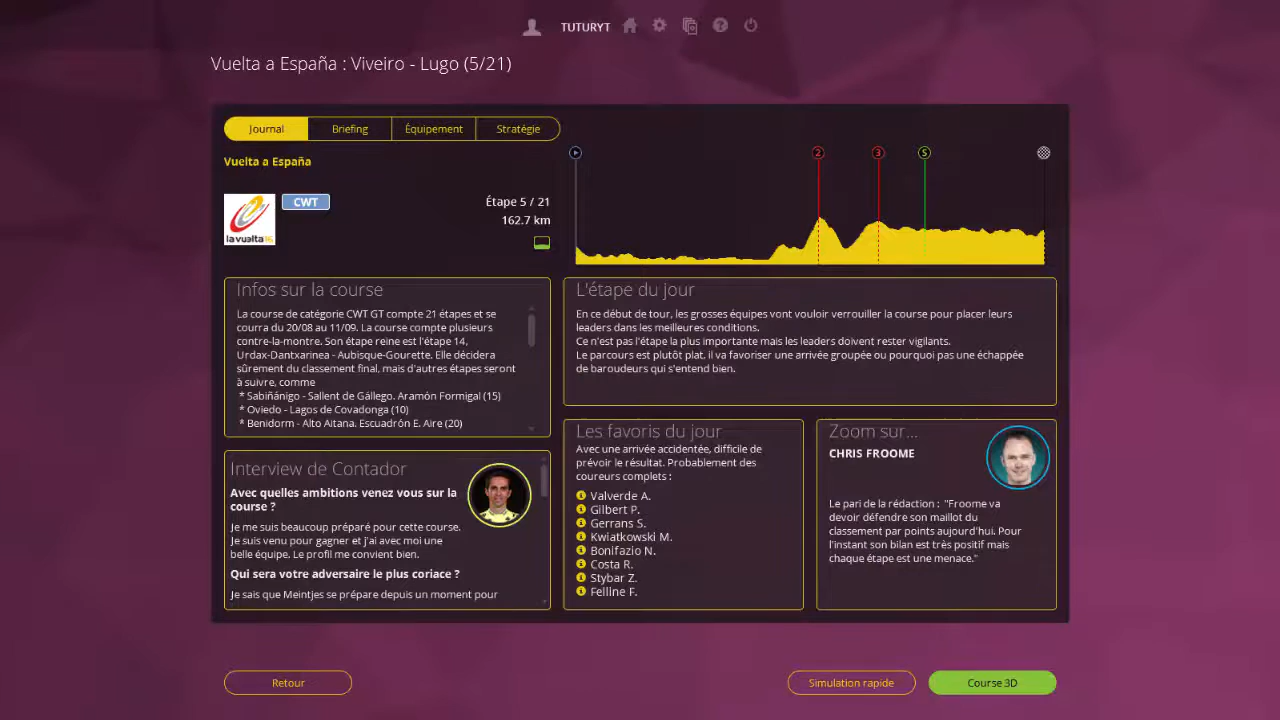 TUTURYT
Vuelta a España : Viveiro - Lugo (5/21)
Journal
Briefing
Équipement
Stratégie
Vuelta a España
la vuelta
CWT
Étape 5 / 21
162.7 km
2
3
S
Infos sur la course
La course de catégorie CWT GT compte 21 étapes et se
courra du 20/08 au 11/09. La course compte plusieurs
contre-la-montre. Son étape reine est l'étape 14,
Urdax-Dantxarinea - Aubisque-Gourette. Elle décidera
sûrement du classement final, mais d'autres étapes seront
à suivre, comme
* Sabiñánigo - Sallent de Gállego. Aramón Formigal (15)
* Oviedo - Lagos de Covadonga (10)
* Benidorm - Alto Aitana. Escuadrón E. Aire (20)
L'étape du jour
En ce début de tour, les grosses équipes vont vouloir verrouiller la course pour placer leurs
leaders dans les meilleures conditions.
Ce n'est pas l'étape la plus importante mais les leaders doivent rester vigilants.
Le parcours est plutôt plat, il va favoriser une arrivée groupée ou pourquoi pas une échappée
de baroudeurs qui s'entend bien.
Interview de Contador
Avec quelles ambitions venez vous sur la
course ?
Je me suis beaucoup préparé pour cette course.
Je suis venu pour gagner et j'ai avec moi une
belle équipe. Le profil me convient bien.
Qui sera votre adversaire le plus coriace ?
Je sais que Meintjes se prépare depuis un moment pour
Les favoris du jour
Avec une arrivée accidentée, difficile de
prévoir le résultat. Probablement des
coureurs complets :
Valverde A.
Gilbert P.
Gerrans S.
Kwiatkowski M.
Bonifazio N.
Costa R.
Stybar Z.
Felline F.
Zoom sur...
CHRIS FROOME
Le pari de la rédaction : "Froome va
devoir défendre son maillot du
classement par points aujourd'hui. Pour
l'instant son bilan est très positif mais
chaque étape est une menace."
Retour
Simulation rapide
Course 3D